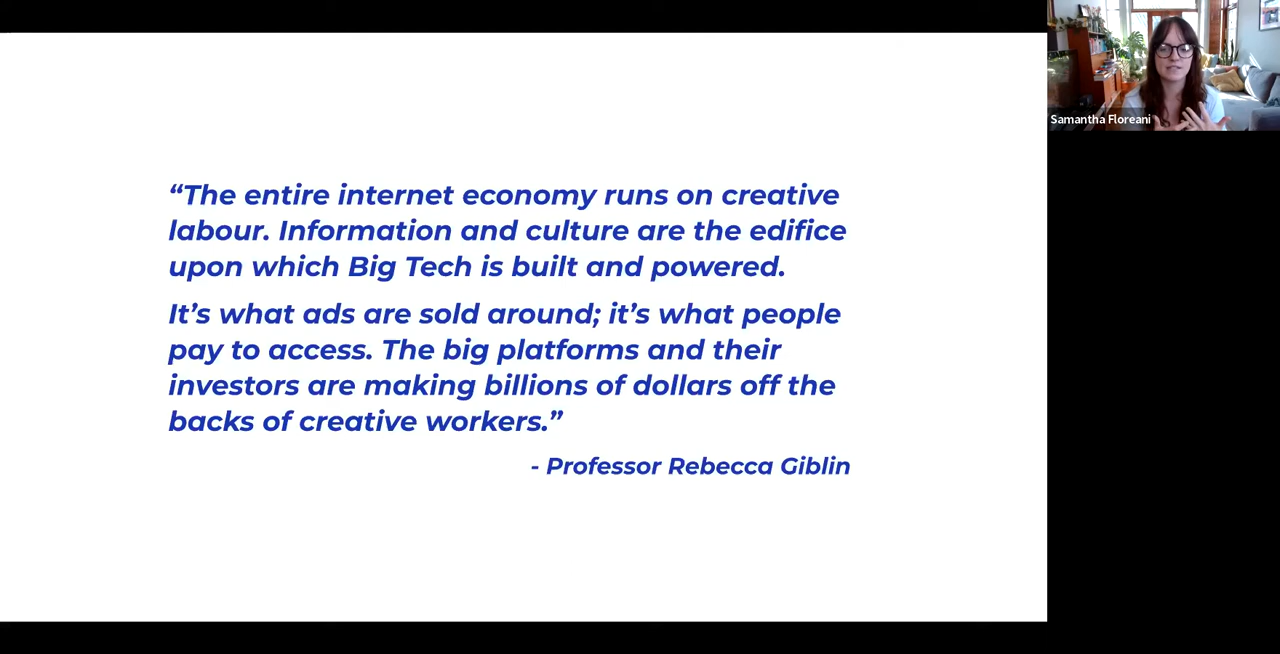 “The entire internet economy runs on creative
labour. Information and culture are the edifice
upon which Big Tech is built and powered.
It’s what ads are sold around; it’s what people
pay to access. The big platforms and their
investors are making billions of dollars off the
backs of creative workers.”
- Professor Rebecca Giblin
Samantha Floreani